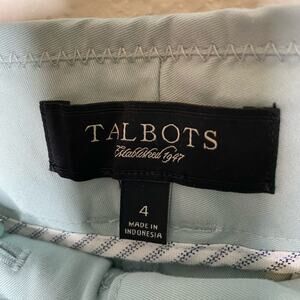 TALBOTS
Established 1947
4
MADE IN
INDONESIA